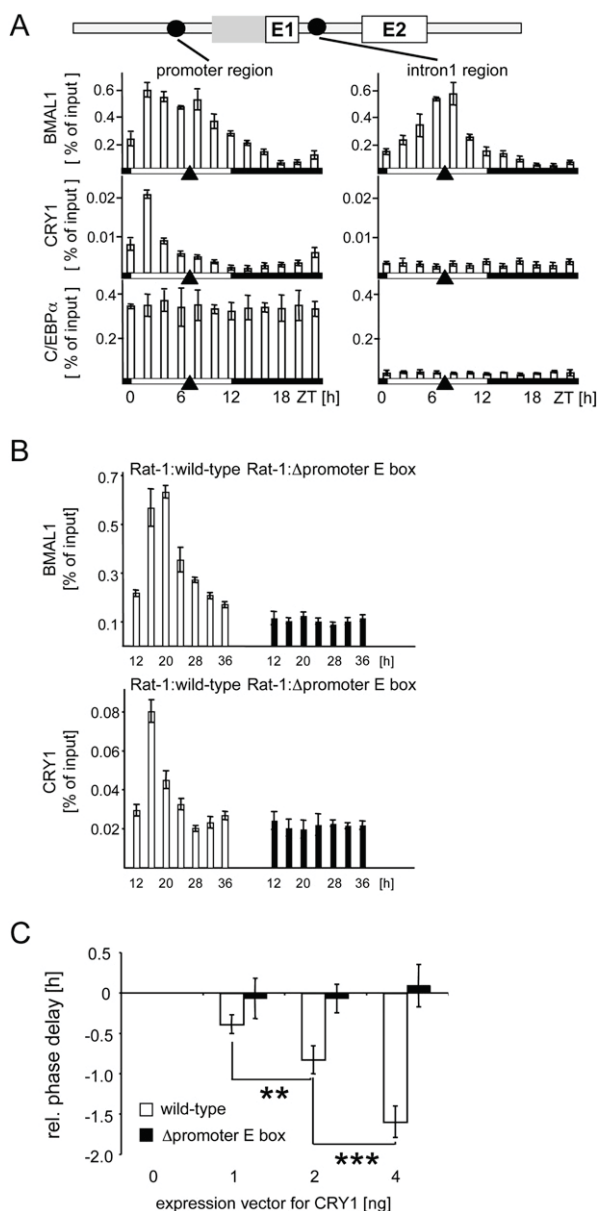 A
E1
E2
promoter region
intron1 region
BMAL1
[ % of input]
0.6
0.4
0.2
0.6
0.4
0.2
CRY1
[ % of input]
0.02
0.01
0.02
0.01
C/EBPα
[ % of input]
0.4
0.2
0.4
0.2
0 6 12 18 ZT [h]
0 6 12 18 ZT [h]
B
Rat-1:wild-type Rat-1:Δpromoter E box
BMAL1
[% of input]
0.7
0.5
0.3
0.1
12 20 28 36 12 20 28 36 [h]
Rat-1:wild-type Rat-1:Δpromoter E box
CRY1
[% of input]
0.08
0.06
0.04
0.02
12 20 28 36 12 20 28 36 [h]
C
rel. phase delay [h]
0.5
0
-0.5
-1.0
-1.5
-2.0
**
***
wild-type
Δpromoter E box
0 1 2 4
expression vector for CRY1 [ng]